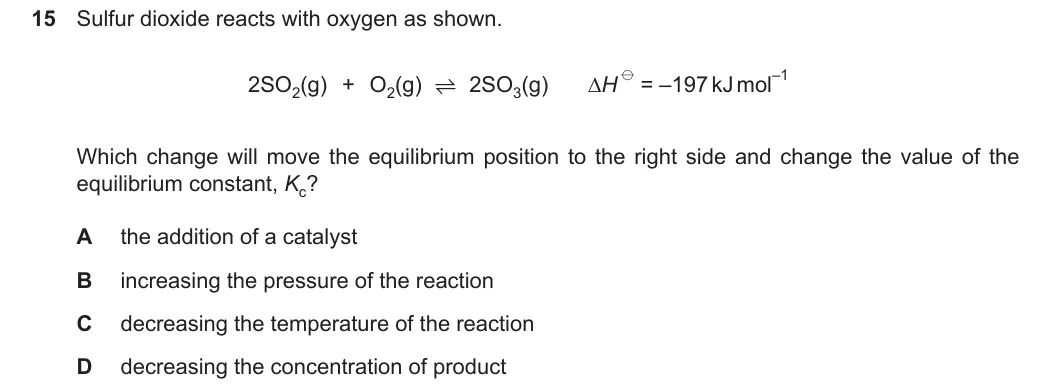 15 Sulfur dioxide reacts with oxygen as shown.
2SO₂(g) + O₂(g) ⇌ 2SO₃(g) ΔH⦵ = –197 kJ mol⁻¹
Which change will move the equilibrium position to the right side and change the value of the
equilibrium constant, K꜀?
A the addition of a catalyst
B increasing the pressure of the reaction
C decreasing the temperature of the reaction
D decreasing the concentration of product